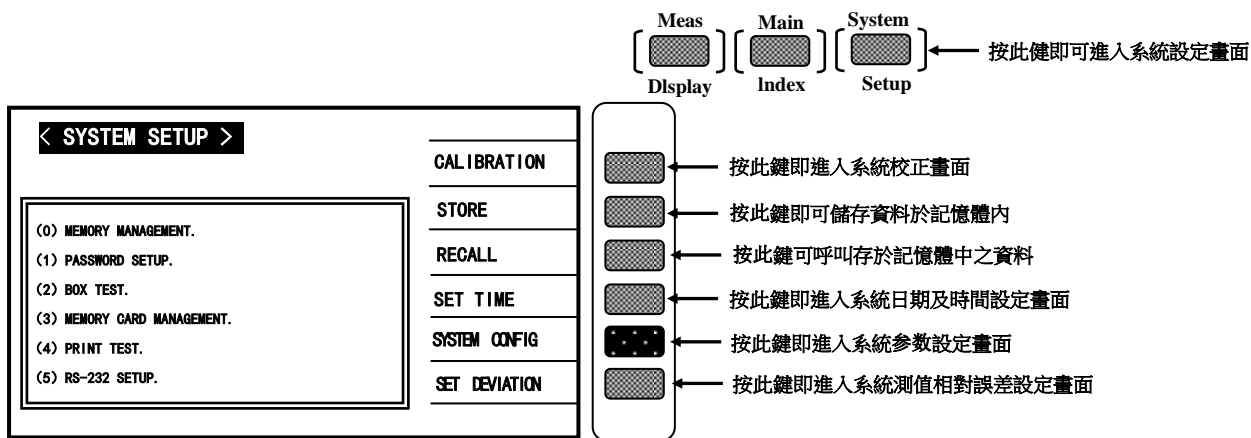 Meas Main System
DIsplay Index Setup
按此健即可進入系統設定畫面
< SYSTEM SETUP >
(0) MEMORY MANAGEMENT.
(1) PASSWORD SETUP.
(2) BOX TEST.
(3) MEMORY CARD MANAGEMENT.
(4) PRINT TEST.
(5) RS-232 SETUP.
CALIBRATION
按此鍵即進入系統校正畫面
STORE
按此鍵即可儲存資料於記憶體內
RECALL
按此鍵可呼叫存於記憶體中之資料
SET TIME
按此鍵即進入系統日期及時間設定畫面
SYSTEM CONFIG
按此鍵即進入系統参数設定畫面
SET DEVIATION
按此鍵即進入系統測值相對誤差設定畫面